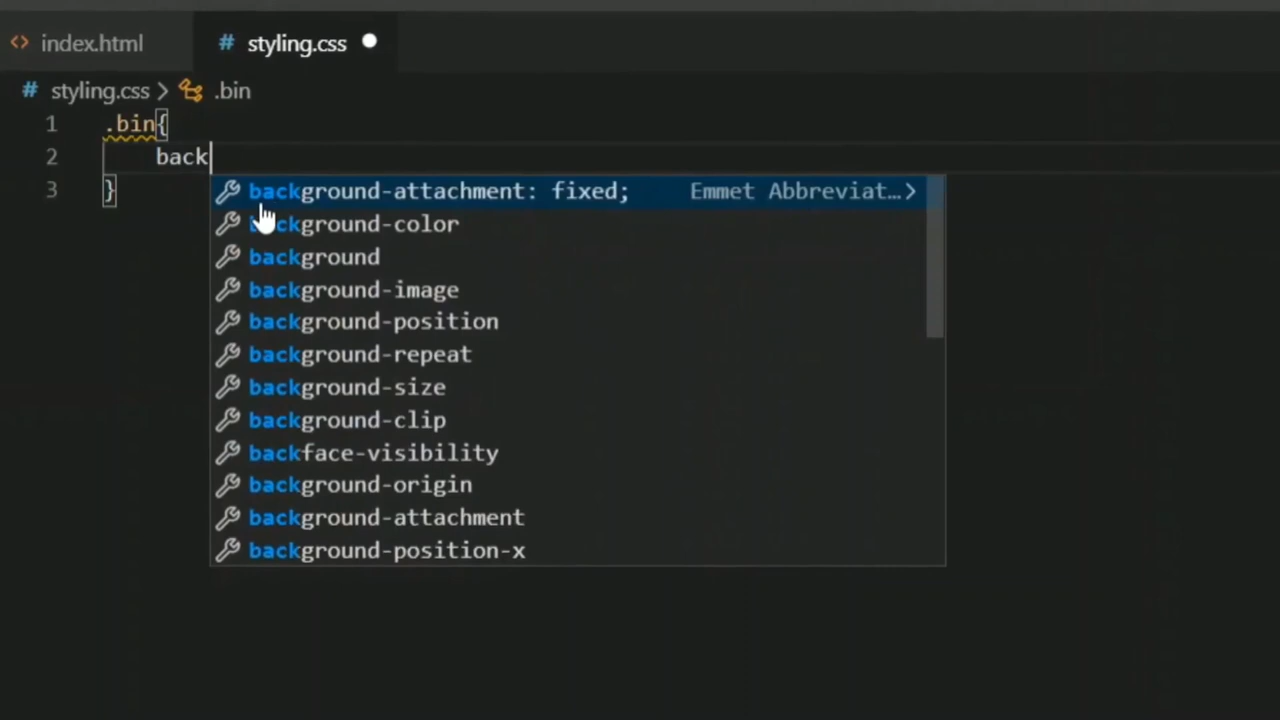 index.html styling.css
# styling.css > .bin
1 .bin{
2 back
background-attachment: fixed; Emmet Abbreviat…>
3 }
background-color
background
background-image
background-position
background-repeat
background-size
background-clip
backface-visibility
background-origin
background-attachment
background-position-x